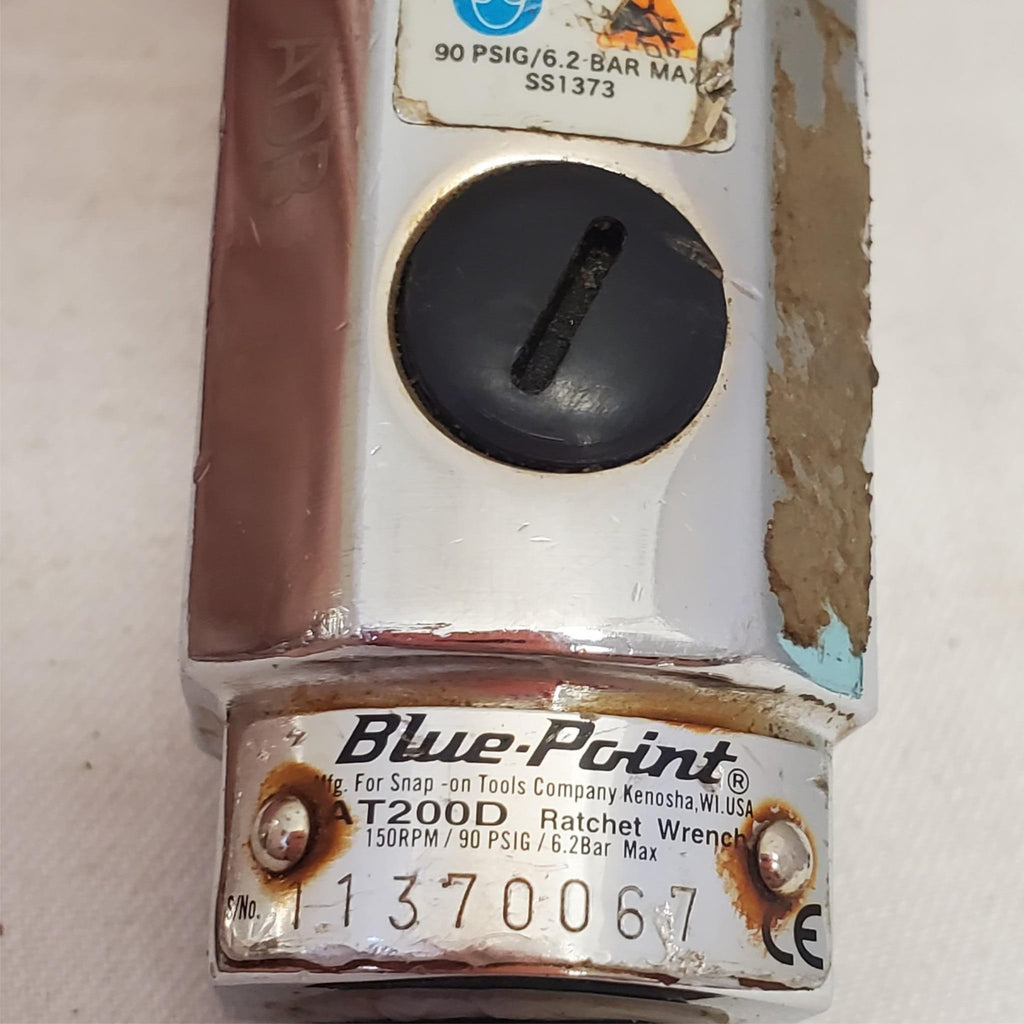 90 PSIG/6.2-BAR MAX
SS1373
ADR
Blue-Point®
Mfg. For Snap-on Tools Company Kenosha,WI.USA
AT200D Ratchet Wrench
150RPM / 90 PSIG / 6.2Bar Max
S/No. 11370067
CE